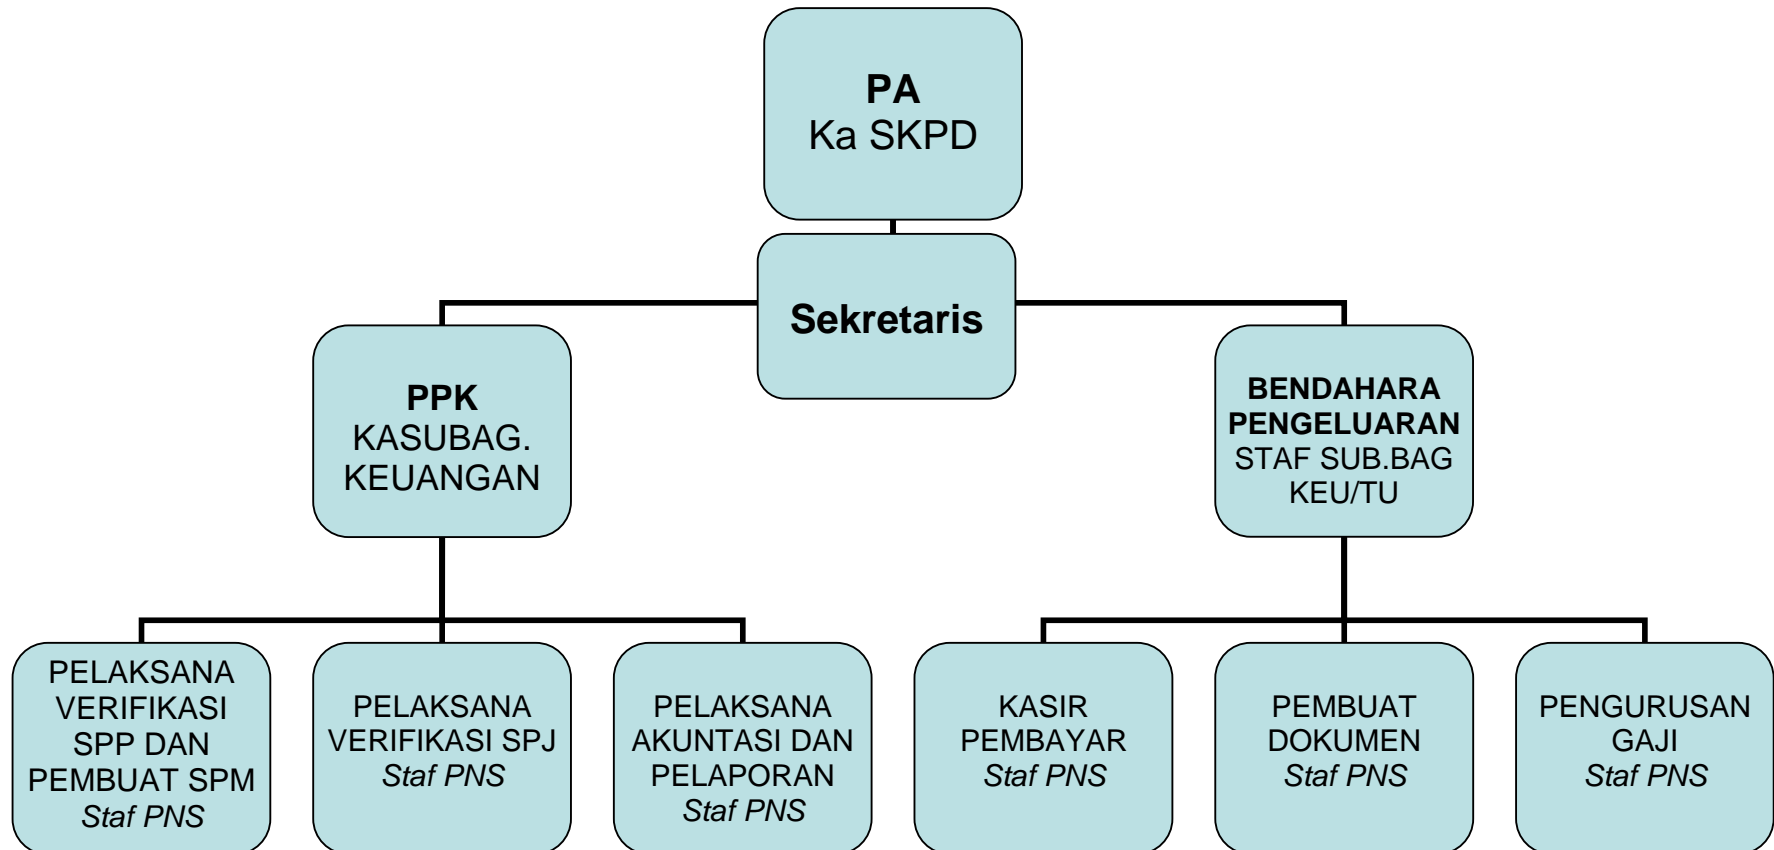 PA
Ka SKPD
Sekretaris
PPK
KASUBAG.
KEUANGAN
BENDAHARA
PENGELUARAN
STAF SUB.BAG
KEU/TU
PELAKSANA
VERIFIKASI
SPP DAN
PEMBUAT SPM
Staf PNS
PELAKSANA
VERIFIKASI SPJ
Staf PNS
PELAKSANA
AKUNTASI DAN
PELAPORAN
Staf PNS
KASIR
PEMBAYAR
Staf PNS
PEMBUAT
DOKUMEN
Staf PNS
PENGURUSAN
GAJI
Staf PNS